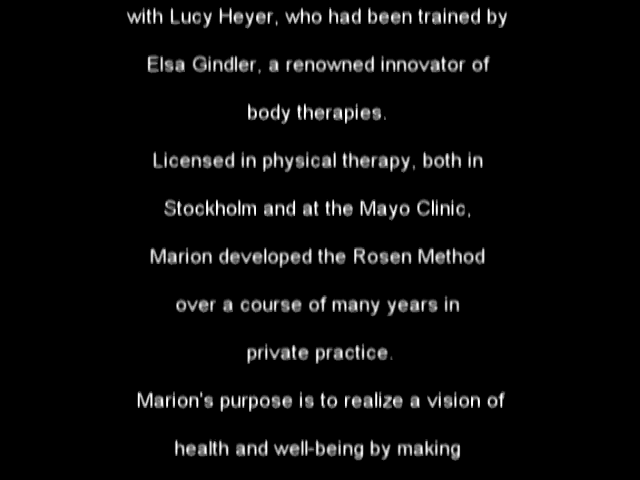 with Lucy Heyer, who had been trained by
Elsa Gindler, a renowned innovator of
body therapies.
Licensed in physical therapy, both in
Stockholm and at the Mayo Clinic,
Marion developed the Rosen Method
over a course of many years in
private practice.
Marion's purpose is to realize a vision of
health and well-being by making